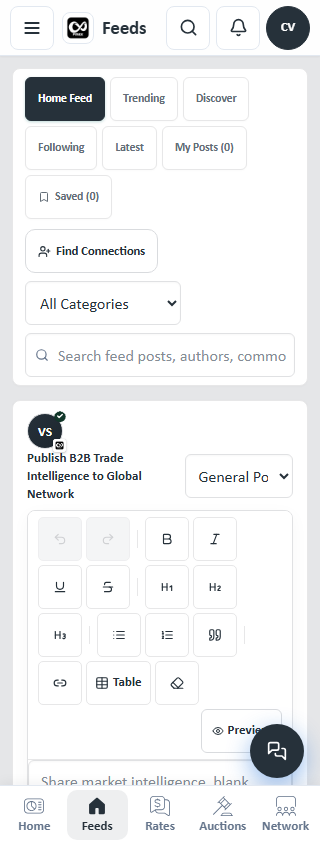 Feeds
CV
Home Feed
Trending
Discover
Following
Latest
My Posts (0)
Saved (0)
Find Connections
All Categories
Search feed posts, authors, commo
VS
Publish B2B Trade
Intelligence to Global
Network
General Po
B
I
U
S
H1
H2
H3
Table
Preview
Share market intelligence, blank
Home
Feeds
Rates
Auctions
Network